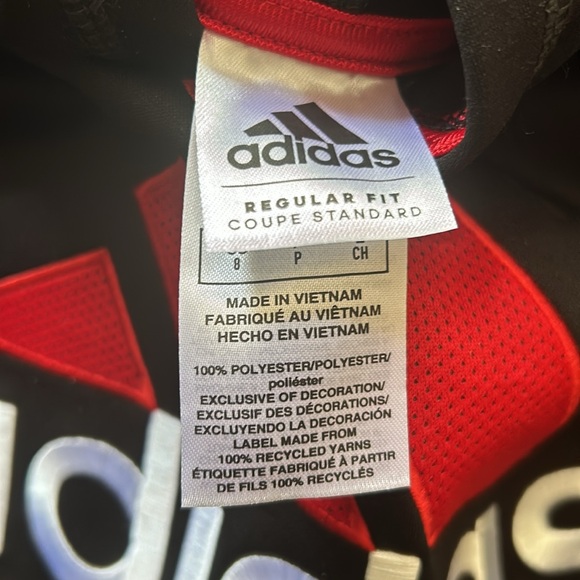 adidas
REGULAR FIT
COUPE STANDARD
8 P CH
MADE IN VIETNAM
FABRIQUÉ AU VIÊTNAM
HECHO EN VIETNAM
100% POLYESTER/POLYESTER/
poliéster
EXCLUSIVE OF DECORATION/
EXCLUSIF DES DÉCORATIONS/
EXCLUYENDO LA DECORACIÓN
LABEL MADE FROM
100% RECYCLED YARNS
ÉTIQUETTE FABRIQUÉ À PARTIR
DE FILS 100% RECYCLÉS